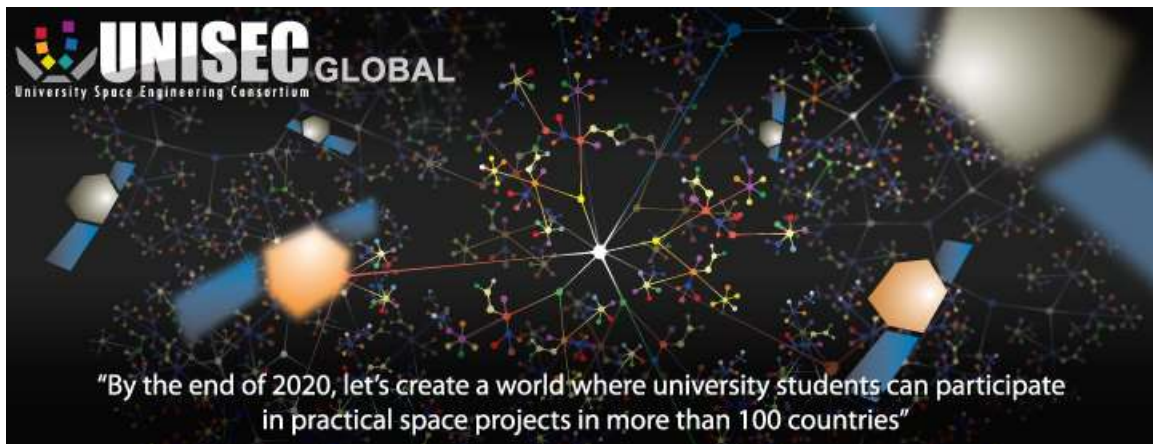 UNISEC GLOBAL
University Space Engineering Consortium
“By the end of 2020, let’s create a world where university students can participate
in practical space projects in more than 100 countries”